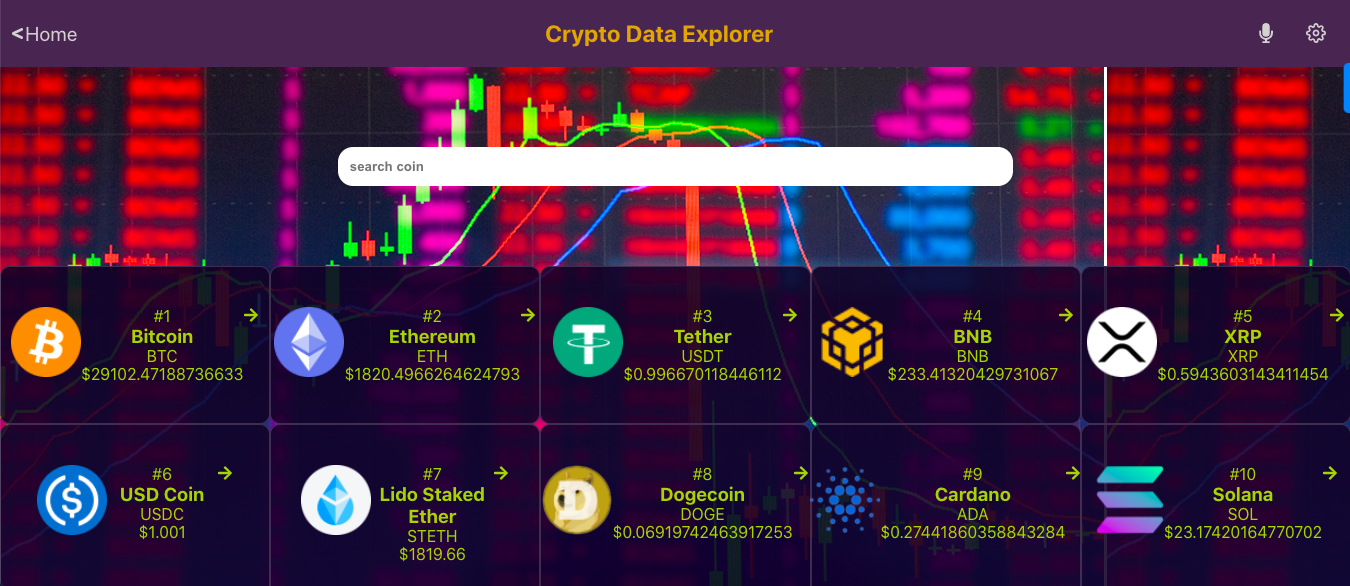 <Home
Crypto Data Explorer
search coin
#1
Bitcoin
BTC
$29102.47188736633
#2
Ethereum
ETH
$1820.4966264624793
#3
Tether
USDT
$0.996670118446112
#4
BNB
BNB
$233.41320429731067
#5
XRP
XRP
$0.5943603143411454
#6
USD Coin
USDC
$1.001
#7
Lido Staked
Ether
STETH
$1819.66
#8
Dogecoin
DOGE
$0.06919742463917253
#9
Cardano
ADA
$0.27441860358843284
#10
Solana
SOL
$23.17420164770702